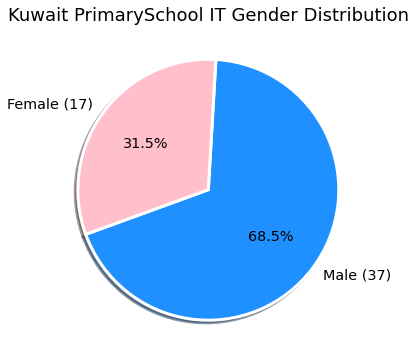 Kuwait PrimarySchool IT Gender Distribution
Female (17)
31.5%
68.5%
Male (37)